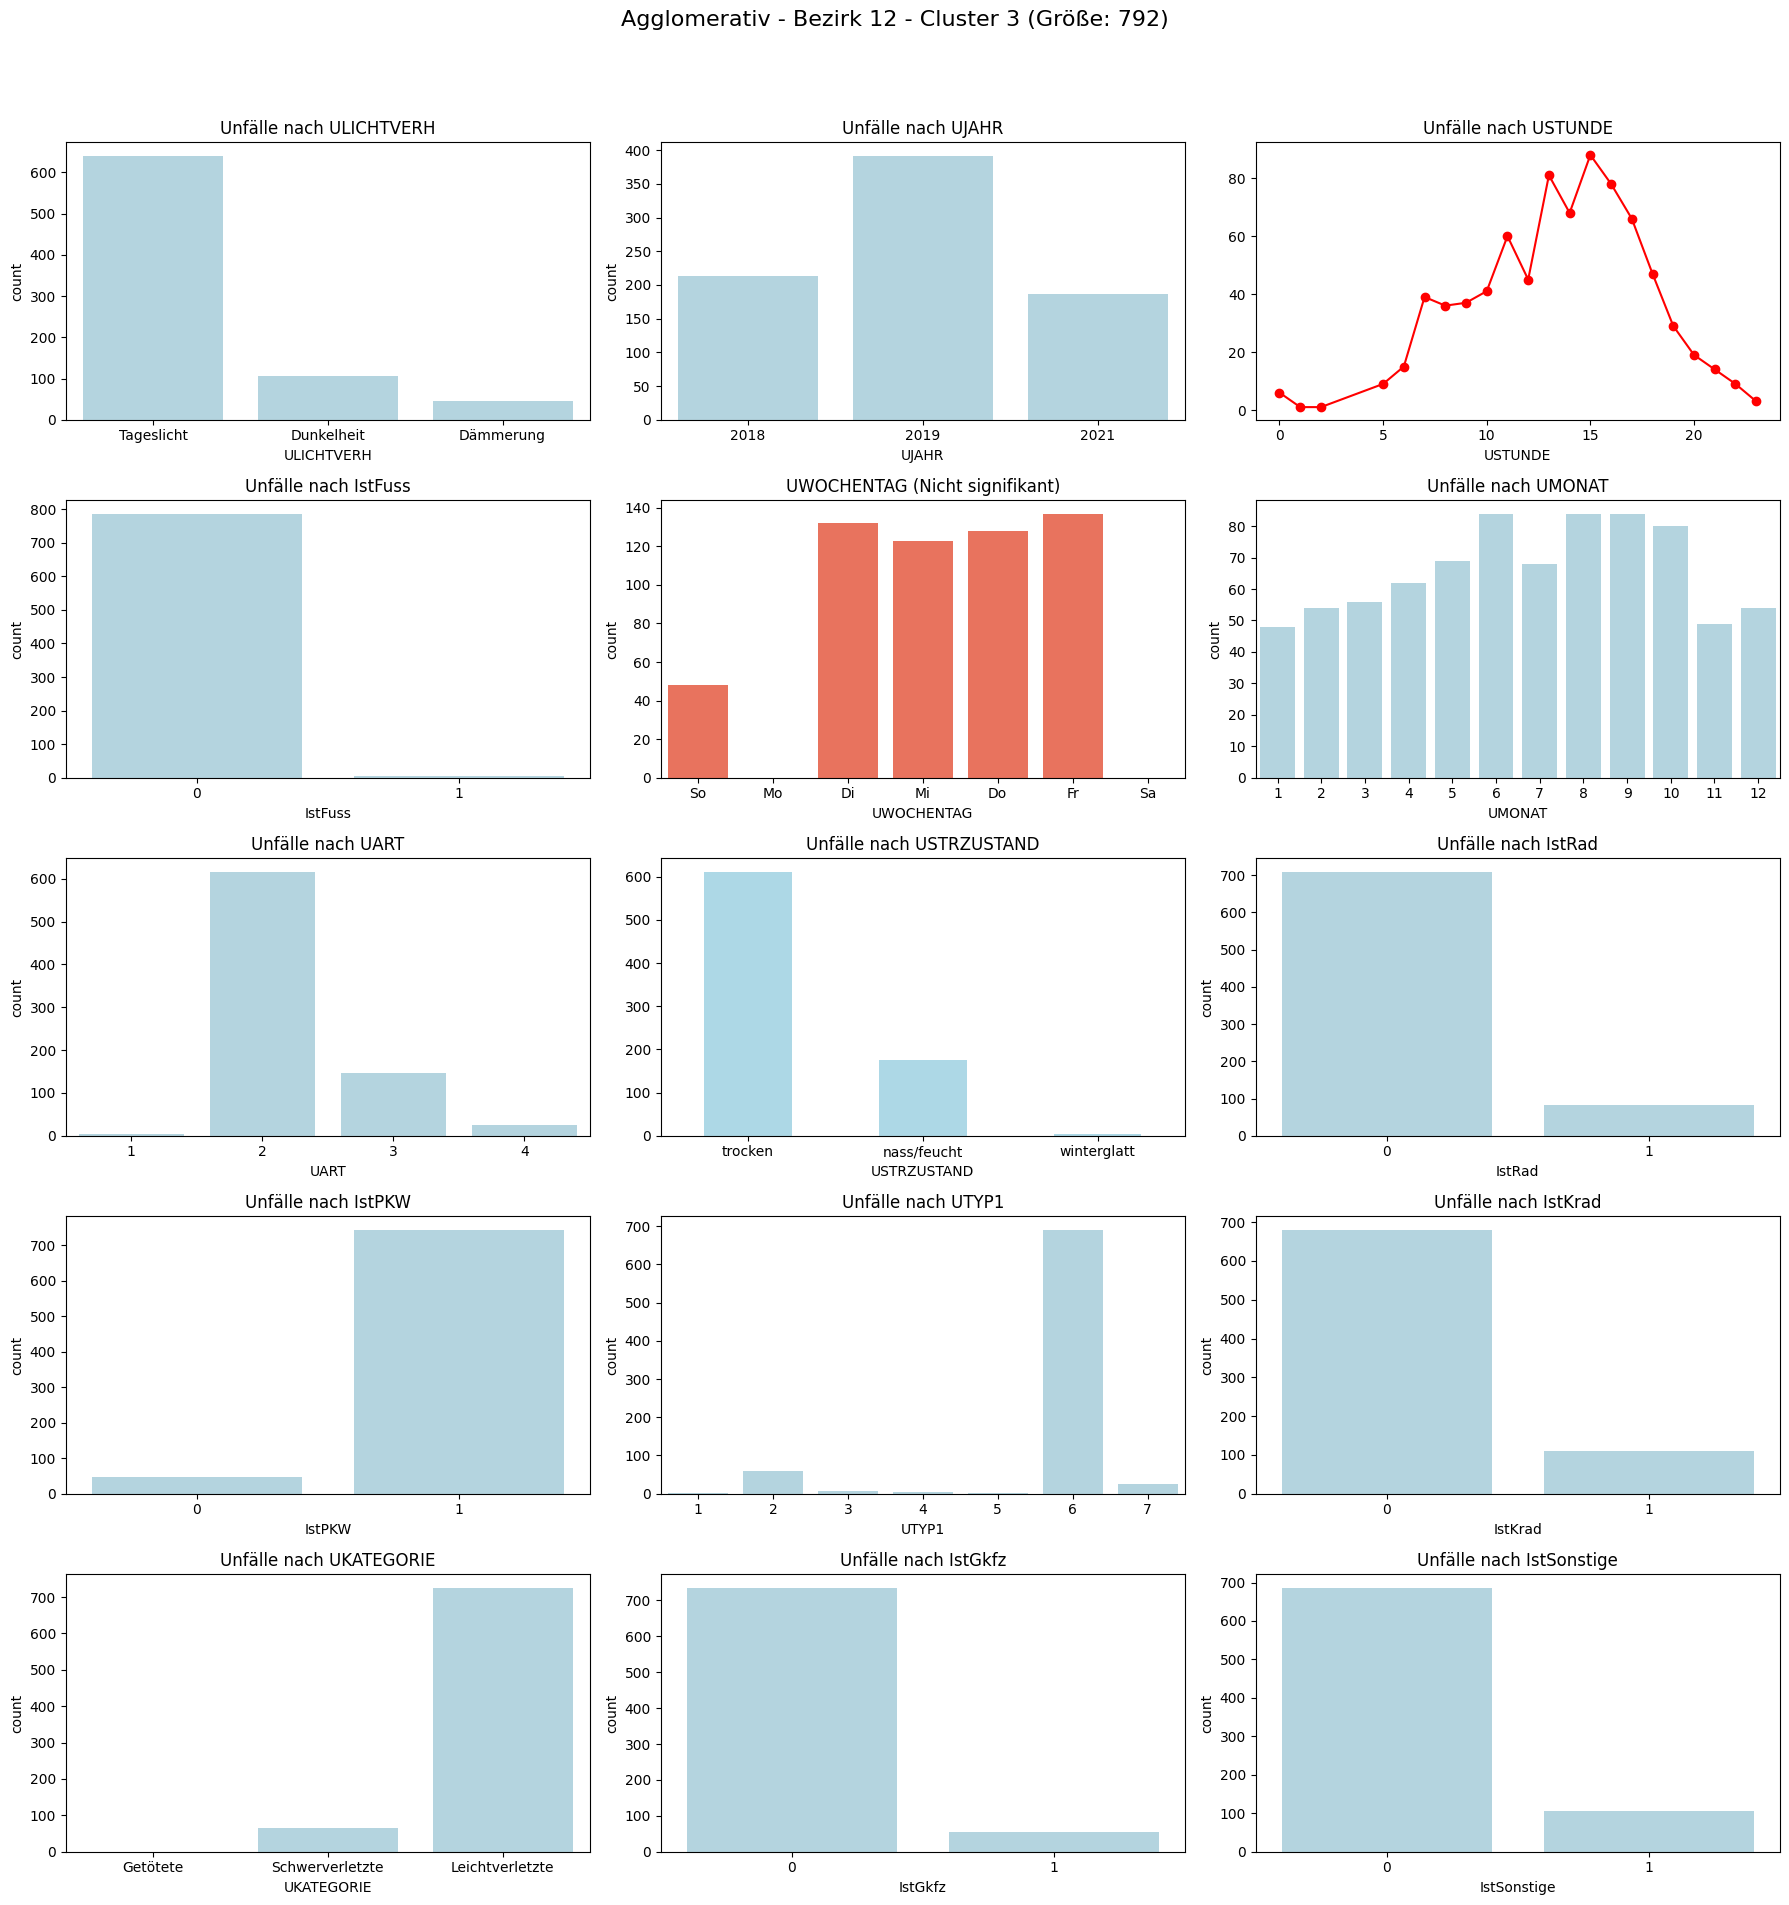 Agglomerativ - Bezirk 12 - Cluster 3 (Größe: 792)
Unfälle nach ULICHTVERH
count
600
500
400
300
200
100
0
Tageslicht Dunkelheit Dämmerung
ULICHTVERH
Unfälle nach UJAHR
count
400
350
300
250
200
150
100
50
0
2018 2019 2021
UJAHR
Unfälle nach USTUNDE
80
60
40
20
0
0 5 10 15 20
USTUNDE
Unfälle nach IstFuss
count
800
700
600
500
400
300
200
100
0
0 1
IstFuss
UWOCHENTAG (Nicht signifikant)
count
140
120
100
80
60
40
20
0
So Mo Di Mi Do Fr Sa
UWOCHENTAG
Unfälle nach UMONAT
count
80
70
60
50
40
30
20
10
0
1 2 3 4 5 6 7 8 9 10 11 12
UMONAT
Unfälle nach UART
count
600
500
400
300
200
100
0
1 2 3 4
UART
Unfälle nach USTRZUSTAND
600
500
400
300
200
100
0
trocken nass/feucht winterglatt
USTRZUSTAND
Unfälle nach IstRad
count
700
600
500
400
300
200
100
0
0 1
IstRad
Unfälle nach IstPKW
count
700
600
500
400
300
200
100
0
0 1
IstPKW
Unfälle nach UTYP1
count
700
600
500
400
300
200
100
0
1 2 3 4 5 6 7
UTYP1
Unfälle nach IstKrad
count
700
600
500
400
300
200
100
0
0 1
IstKrad
Unfälle nach UKATEGORIE
count
700
600
500
400
300
200
100
0
Getötete Schwerverletzte Leichtverletzte
UKATEGORIE
Unfälle nach IstGkfz
count
700
600
500
400
300
200
100
0
0 1
IstGkfz
Unfälle nach IstSonstige
count
700
600
500
400
300
200
100
0
0 1
IstSonstige